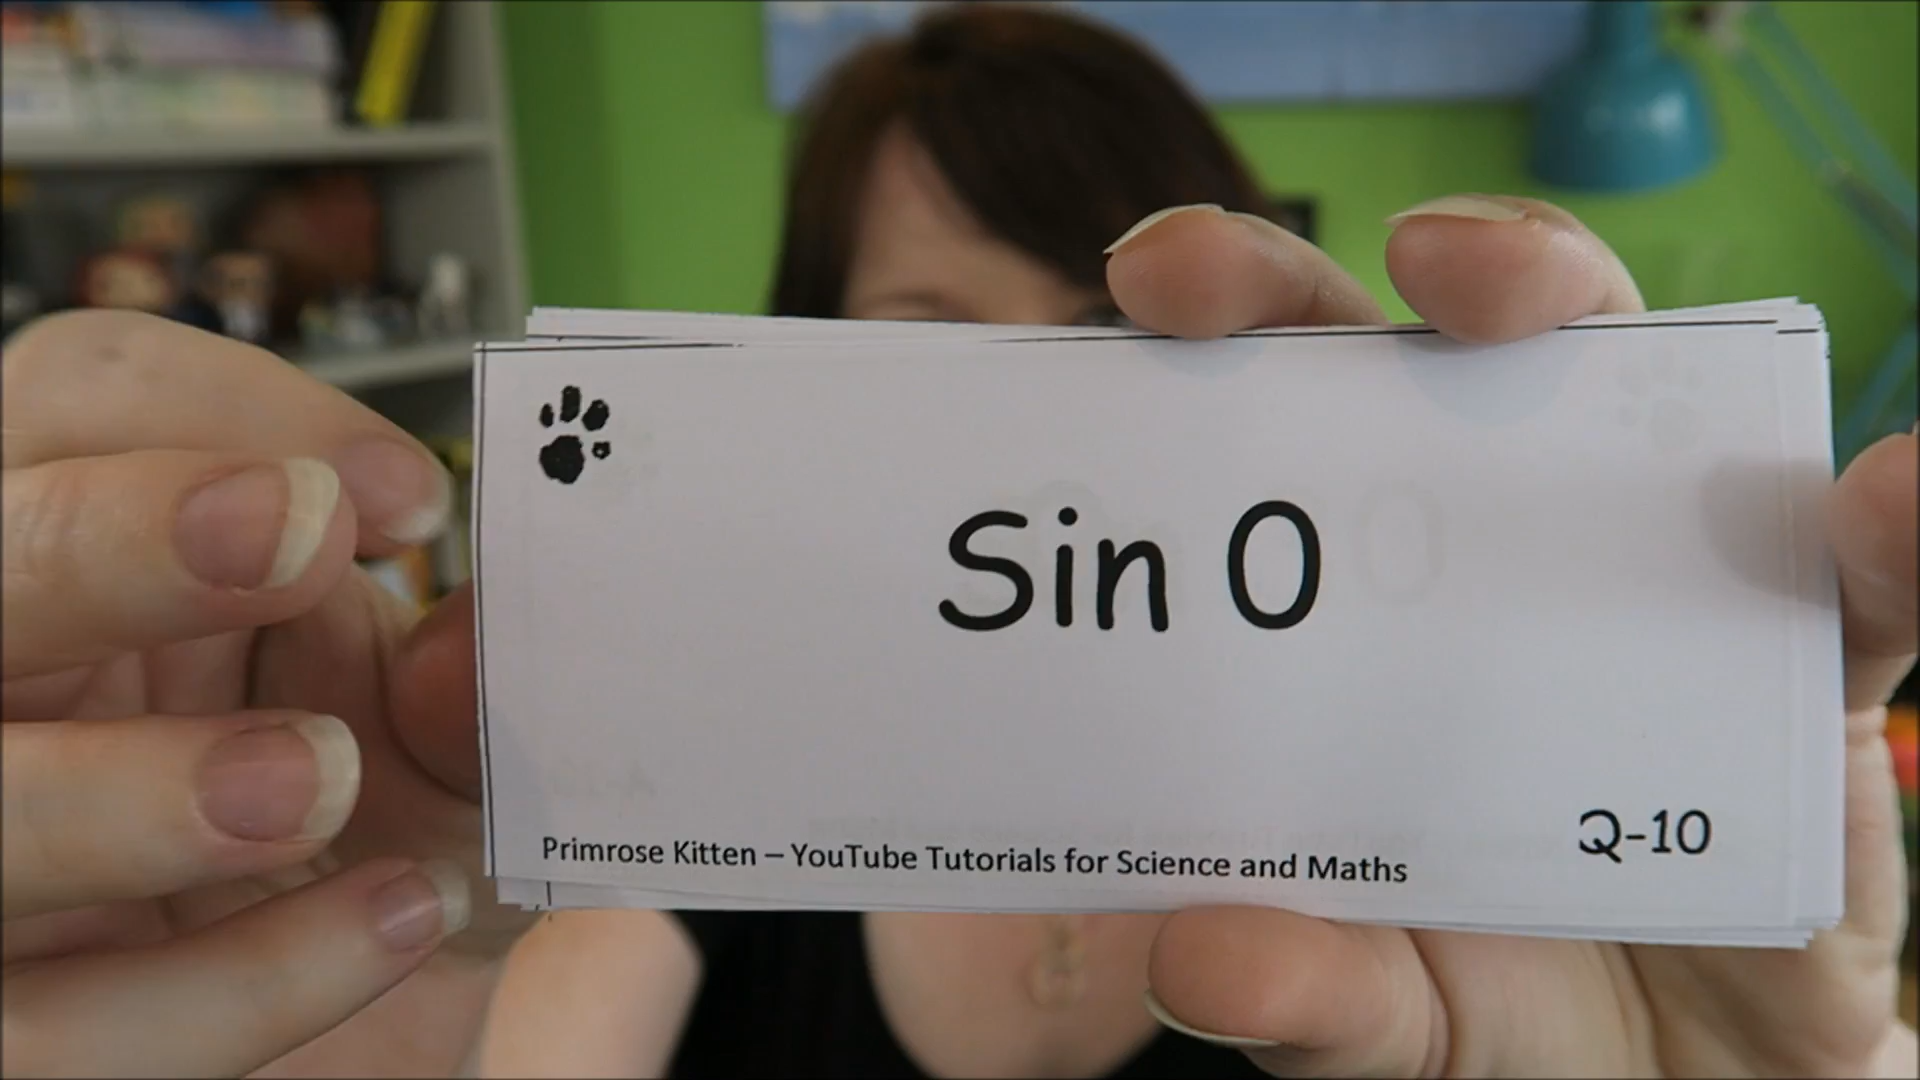 Sin 0
Primrose Kitten – YouTube Tutorials for Science and Maths
Q-10